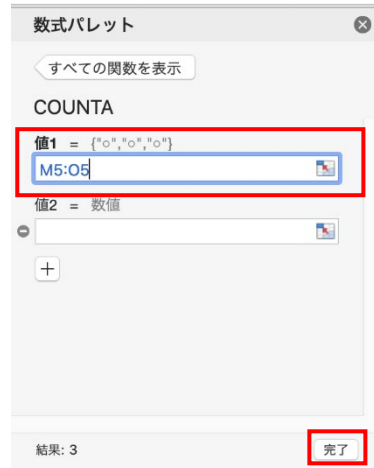 数式パレット
すべての関数を表示
COUNTA
値1 = {"○","○","○"}
M5:O5
値2 = 数値
結果: 3
完了